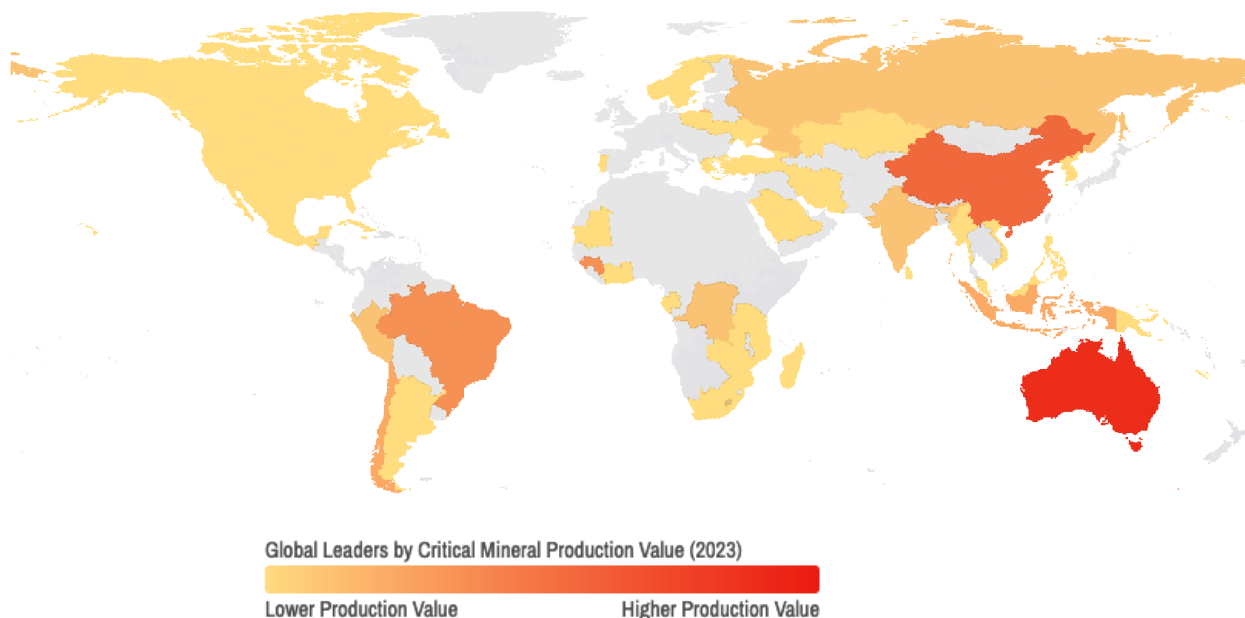 Global Leaders by Critical Mineral Production Value (2023)
Lower Production Value Higher Production Value